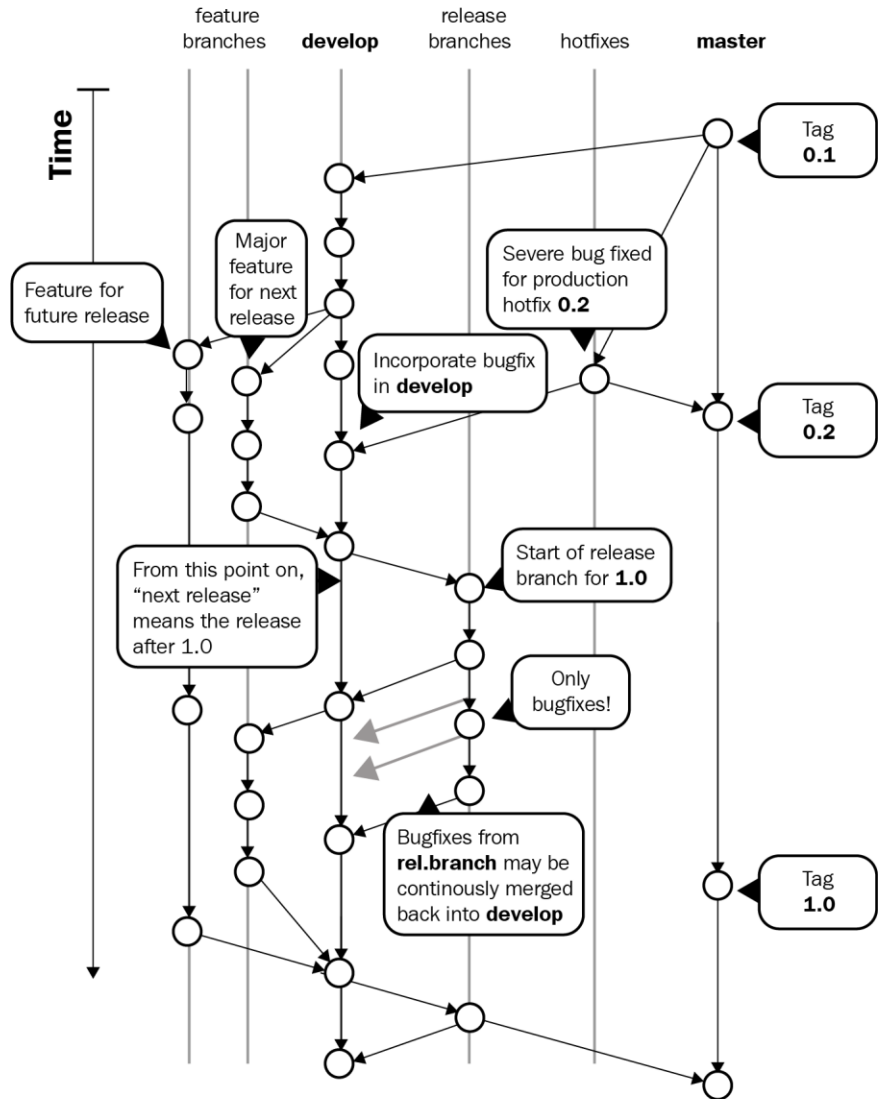 feature
branches
develop
release
branches
hotfixes
master
Time
Tag
0.1
Major
feature
for next
release
Severe bug fixed
for production
hotfix 0.2
Feature for
future release
Incorporate bugfix
in develop
Tag
0.2
From this point on,
“next release”
means the release
after 1.0
Start of release
branch for 1.0
Only
bugfixes!
Bugfixes from
rel.branch may be
continously merged
back into develop
Tag
1.0